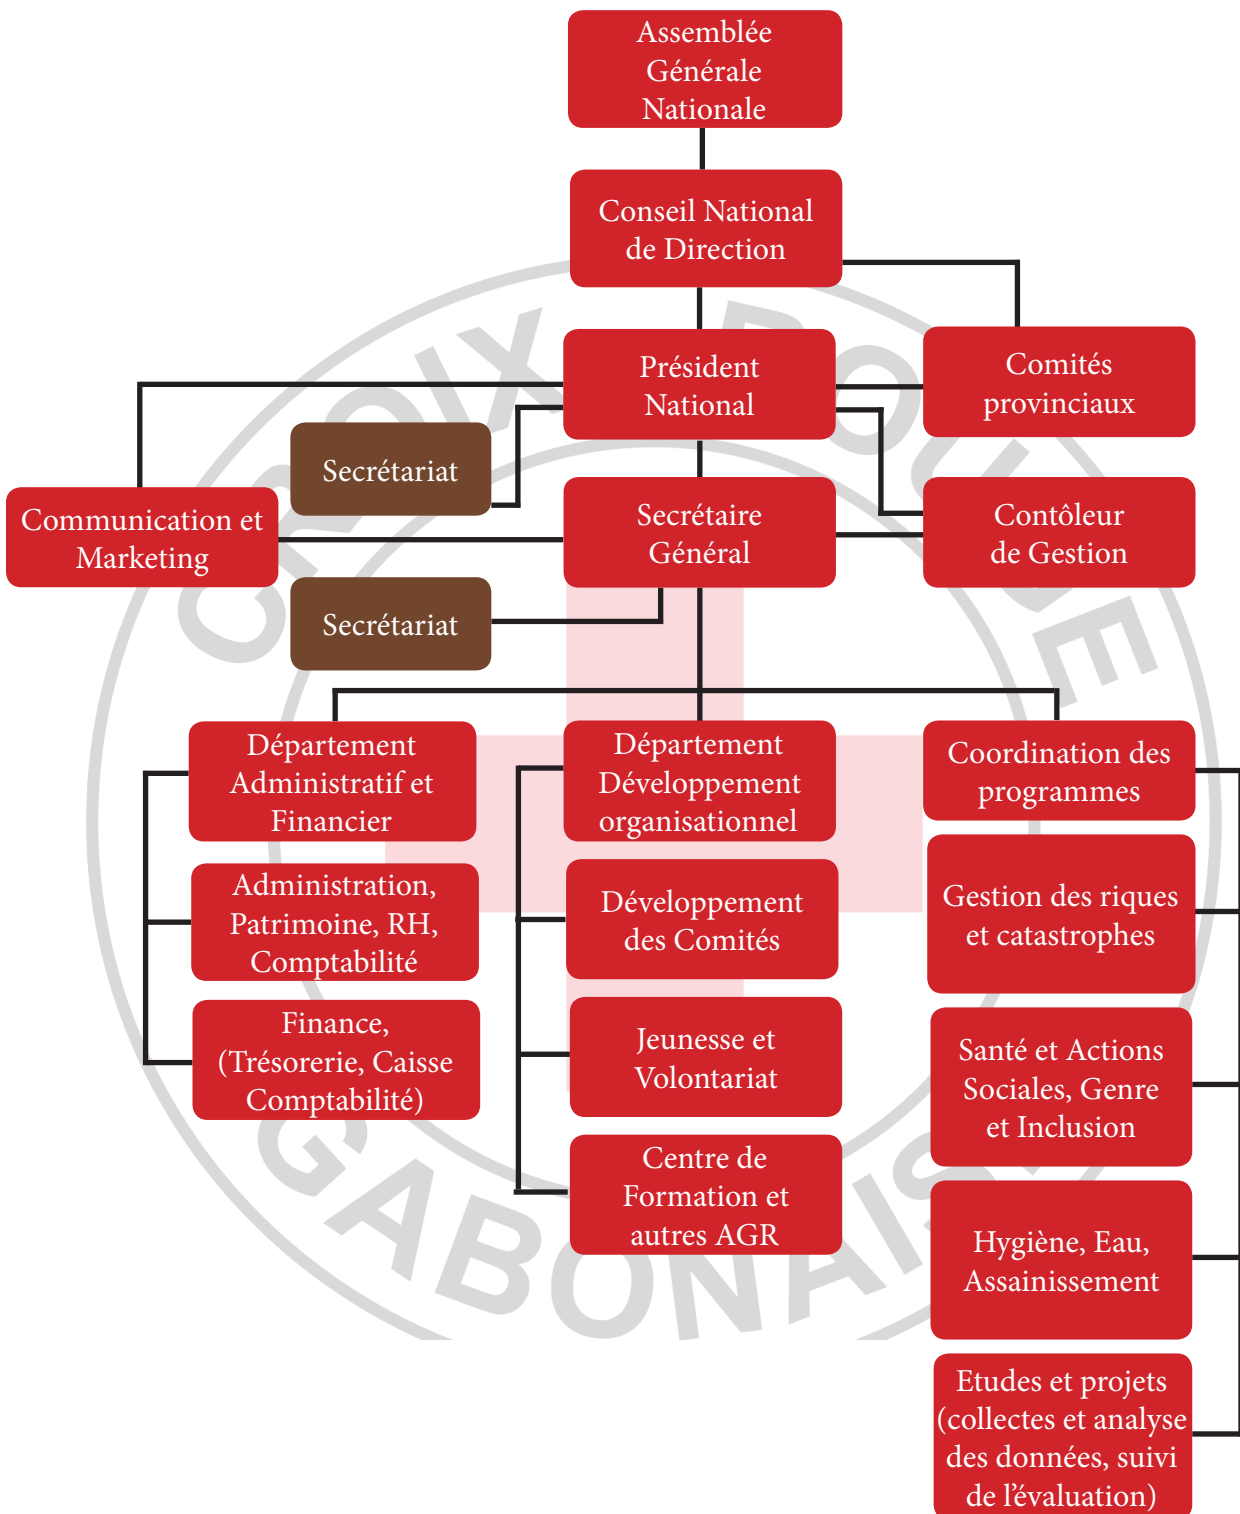 Assemblée
Générale
Nationale
Conseil National
de Direction
Président
National
Comités
provinciaux
Secrétariat
Communication et
Marketing
Secrétaire
Général
Contôleur
de Gestion
Secrétariat
Département
Administratif et
Financier
Administration,
Patrimoine, RH,
Comptabilité
Finance,
(Trésorerie, Caisse
Comptabilité)
Département
Développement
organisationnel
Développement
des Comités
Jeunesse et
Volontariat
Centre de
Formation et
autres AGR
Coordination des
programmes
Gestion des riques
et catastrophes
Santé et Actions
Sociales, Genre
et Inclusion
Hygiène, Eau,
Assainissement
Etudes et projets
(collectes et analyse
des données, suivi
de l'évaluation)
CROIX ROUGE
GABONAISE